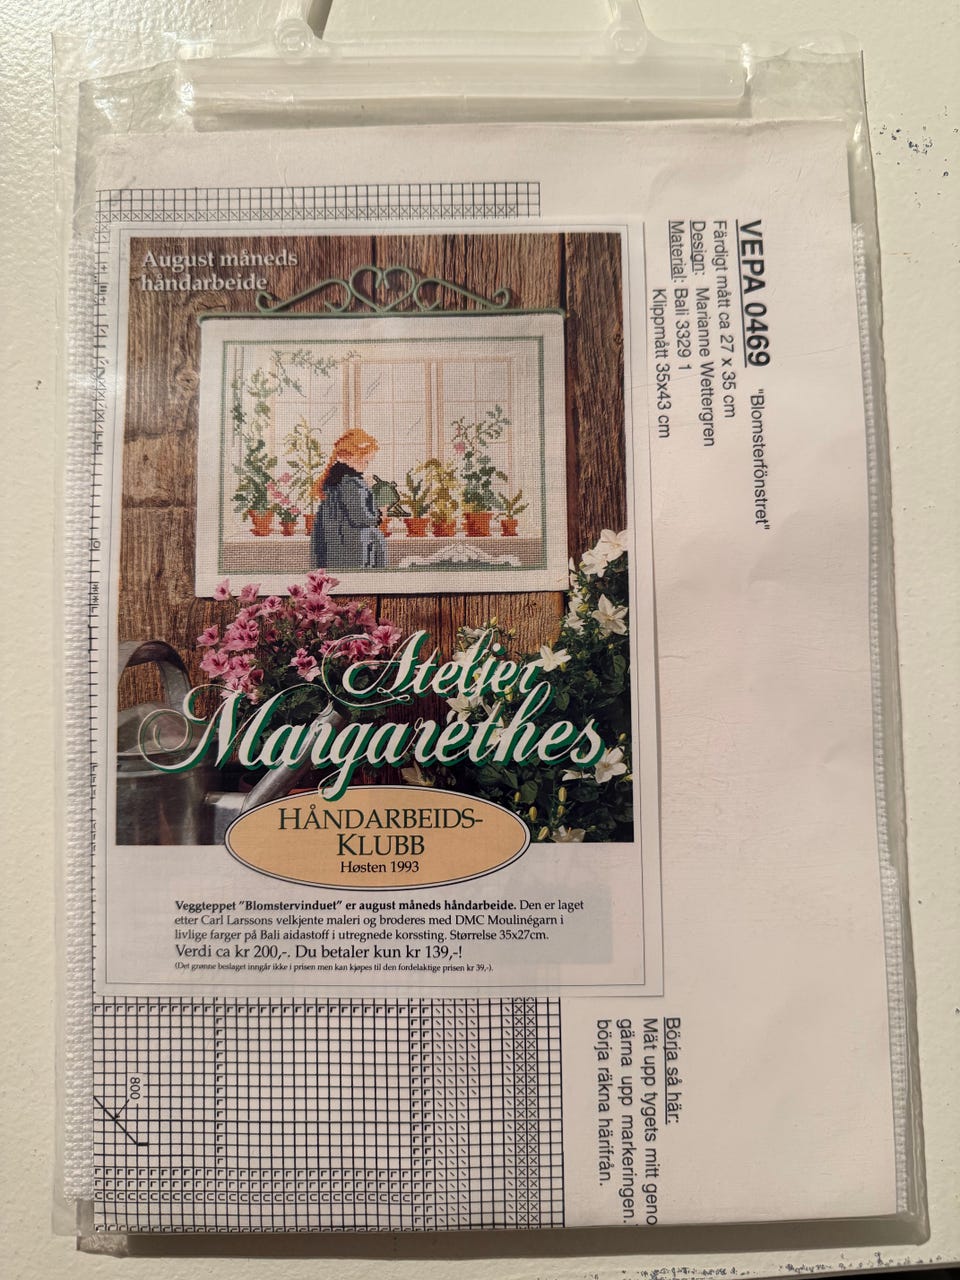 August måneds
håndarbeide
Atelier
Margarethes
HÅNDARBEIDS-
KLUBB
Høsten 1993
Veggteppet "Blomstervinduet" er august måneds håndarbeide. Den er laget
etter Carl Larssons velkjente maleri og broderes med DMC Moulinégarn i
livlige farger på Bali aidastoff i utregnede korssting. Størrelse 35x27cm.
Verdi ca kr 200,-. Du betaler kun kr 139,-!
(Det grønne beslaget inngår ikke i prisen men kan kjøpes til den fordelaktige prisen kr 39,-).
VEPA 0469 "Blomsterfönstret"
Färdigt mått ca 27 x 35 cm
Design: Marianne Wettergren
Material: Bali 3329 1
Klippmått 35x43 cm
Börja så här:
Mät upp tygets mitt geno
gärna upp markeringen.
börja räkna härifrån.
800